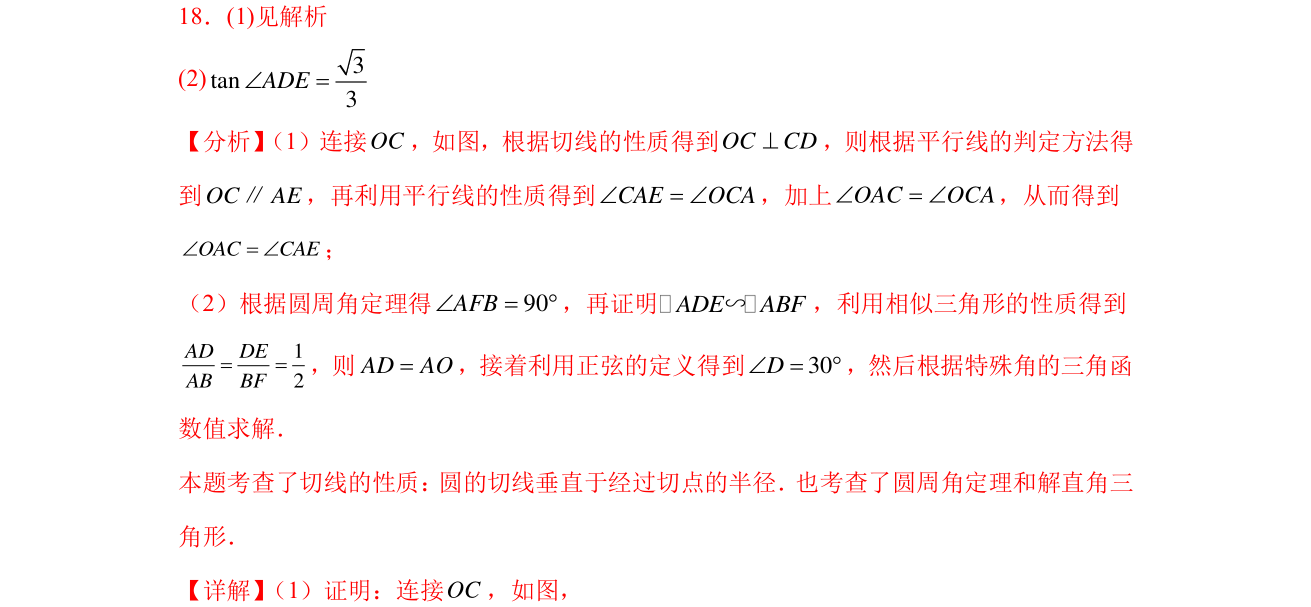 18．(1)见解析
(2) tan∠ADE = √3/3
【分析】（1）连接OC，如图，根据切线的性质得到OC⊥CD，则根据平行线的判定方法得
到OC∥AE，再利用平行线的性质得到∠CAE=∠OCA，加上∠OAC=∠OCA，从而得到
∠OAC=∠CAE；
（2）根据圆周角定理得∠AFB=90°，再证明□ADE∽□ABF，利用相似三角形的性质得到
AD/AB=DE/BF=1/2，则AD=AO，接着利用正弦的定义得到∠D=30°，然后根据特殊角的三角函
数值求解．
本题考查了切线的性质：圆的切线垂直于经过切点的半径．也考查了圆周角定理和解直角三
角形．
【详解】（1）证明：连接OC，如图，